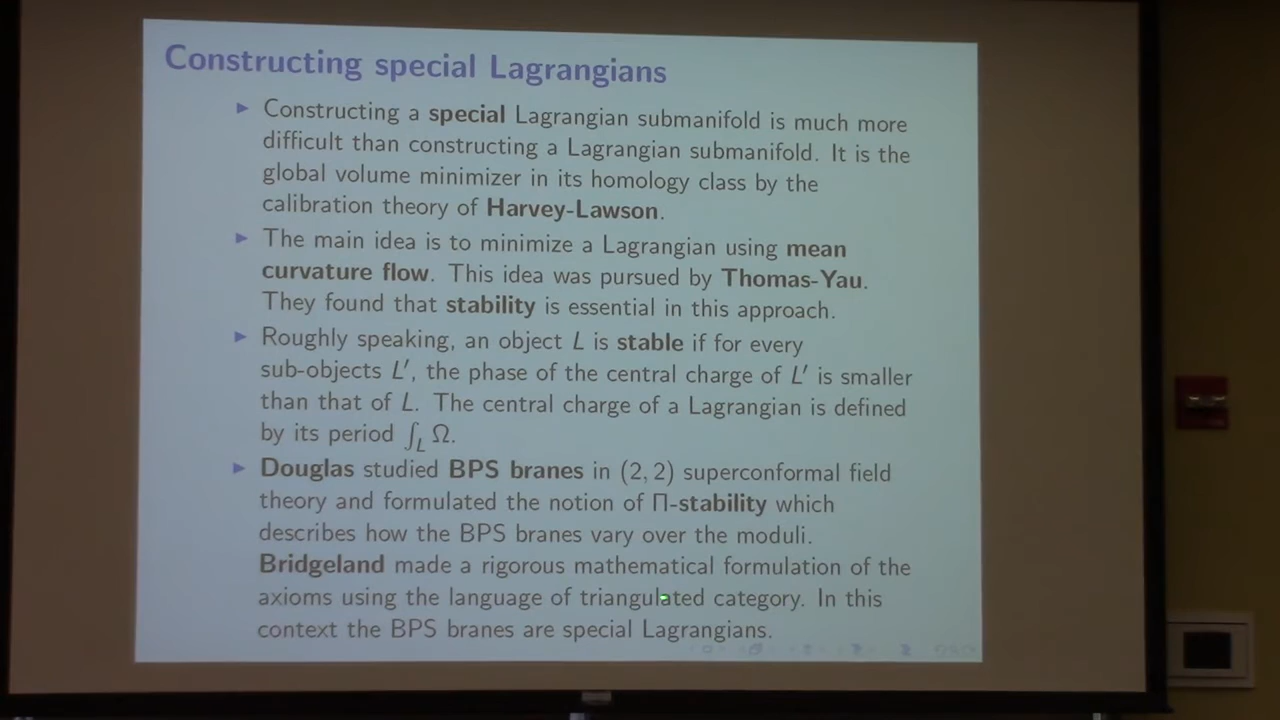 Constructing special Lagrangians
▶ Constructing a special Lagrangian submanifold is much more
difficult than constructing a Lagrangian submanifold. It is the
global volume minimizer in its homology class by the
calibration theory of Harvey-Lawson.
▶ The main idea is to minimize a Lagrangian using mean
curvature flow. This idea was pursued by Thomas-Yau.
They found that stability is essential in this approach.
▶ Roughly speaking, an object L is stable if for every
sub-objects L′, the phase of the central charge of L′ is smaller
than that of L. The central charge of a Lagrangian is defined
by its period ∫_L Ω.
▶ Douglas studied BPS branes in (2, 2) superconformal field
theory and formulated the notion of Π-stability which
describes how the BPS branes vary over the moduli.
Bridgeland made a rigorous mathematical formulation of the
axioms using the language of triangulated category. In this
context the BPS branes are special Lagrangians.